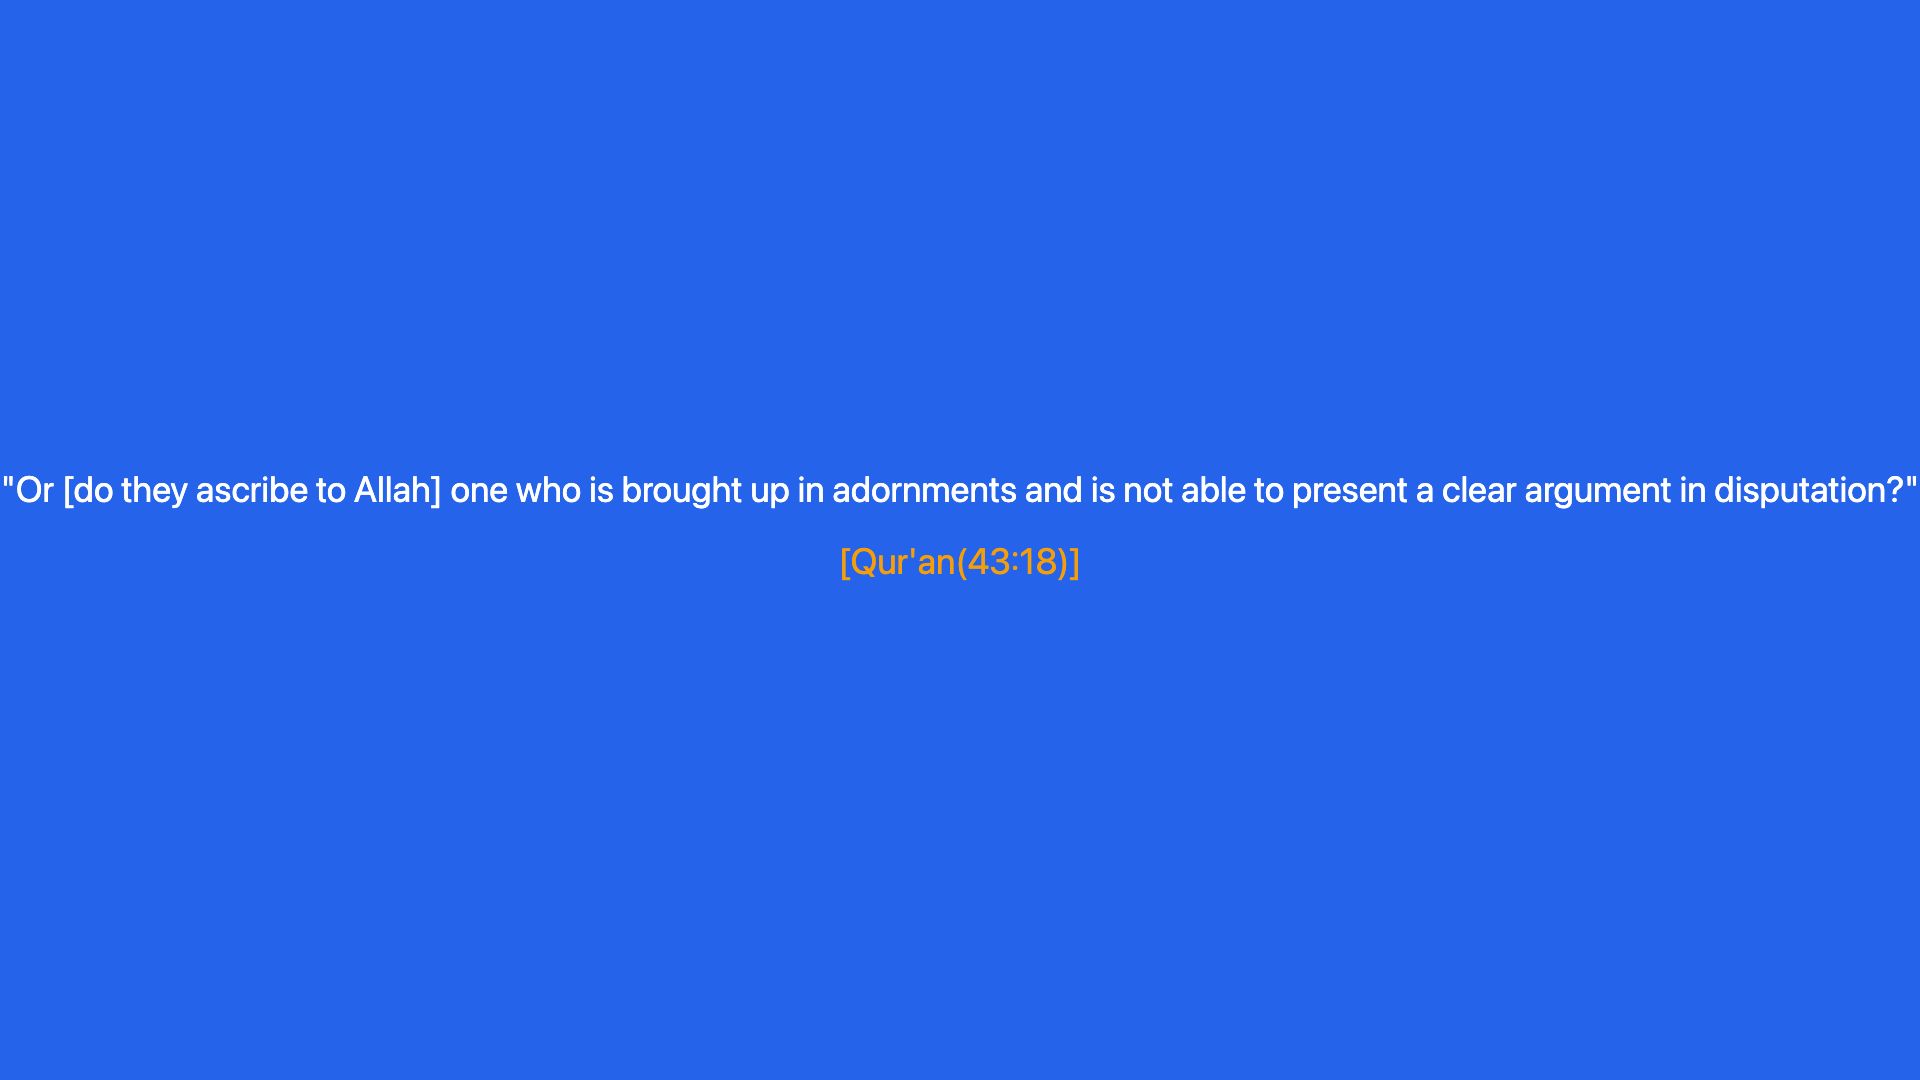 "Or [do they ascribe to Allah] one who is brought up in adornments and is not able to present a clear argument in disputation?"
[Qur'an(43:18)]